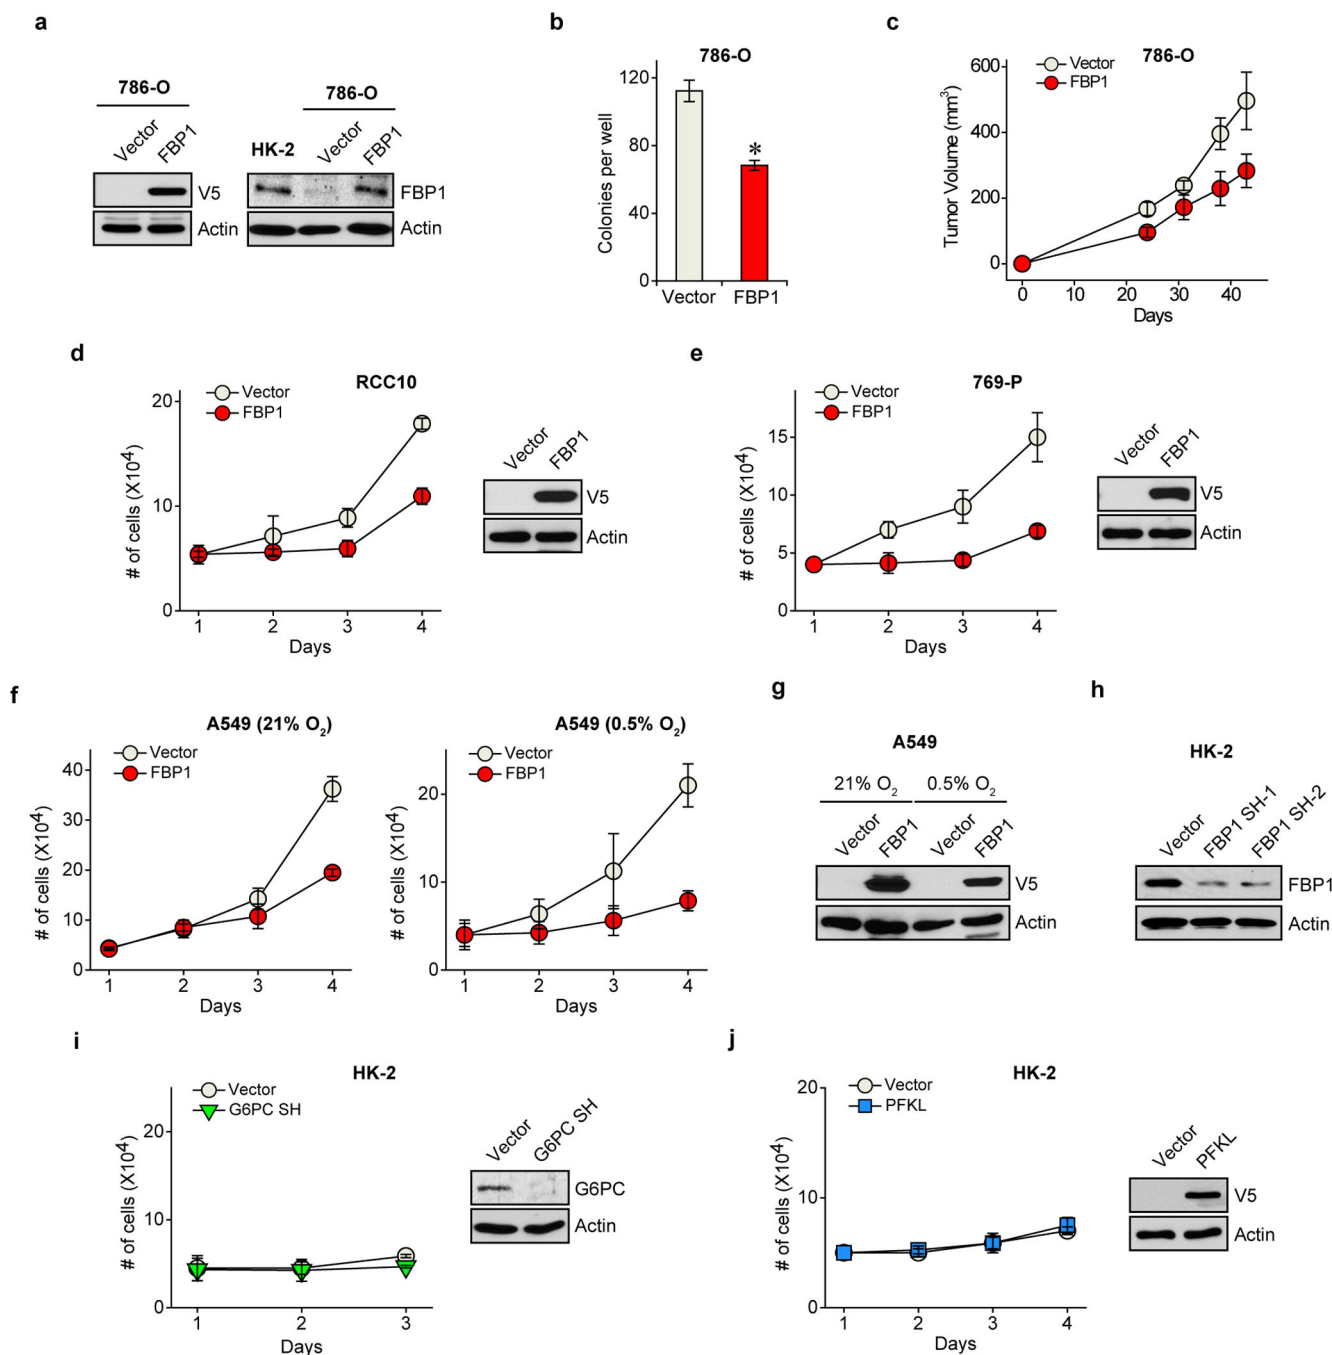 a
786-O
Vector
FBP1
V5
Actin
786-O
HK-2
Vector
FBP1
FBP1
Actin
b
786-O
Colonies per well
120
80
40
0
*
Vector
FBP1
c
786-O
Vector
FBP1
Tumor Volume (mm³)
600
400
200
0
0 10 20 30 40
Days
d
RCC10
Vector
FBP1
# of cells (X10⁴)
20
10
0
1 2 3 4
Days
Vector
FBP1
V5
Actin
e
769-P
Vector
FBP1
# of cells (X10⁴)
15
10
5
0
1 2 3 4
Days
Vector
FBP1
V5
Actin
f
A549 (21% O₂)
Vector
FBP1
# of cells (X10⁴)
40
30
20
10
0
1 2 3 4
Days
A549 (0.5% O₂)
Vector
FBP1
# of cells (X10⁴)
20
10
0
1 2 3 4
Days
g
A549
21% O₂
0.5% O₂
Vector
FBP1
Vector
FBP1
V5
Actin
h
HK-2
Vector
FBP1 SH-1
FBP1 SH-2
FBP1
Actin
i
HK-2
Vector
G6PC SH
# of cells (X10⁴)
20
10
0
1 2 3
Days
Vector
G6PC SH
G6PC
Actin
j
HK-2
Vector
PFKL
# of cells (X10⁴)
20
10
0
1 2 3 4
Days
Vector
PFKL
V5
Actin